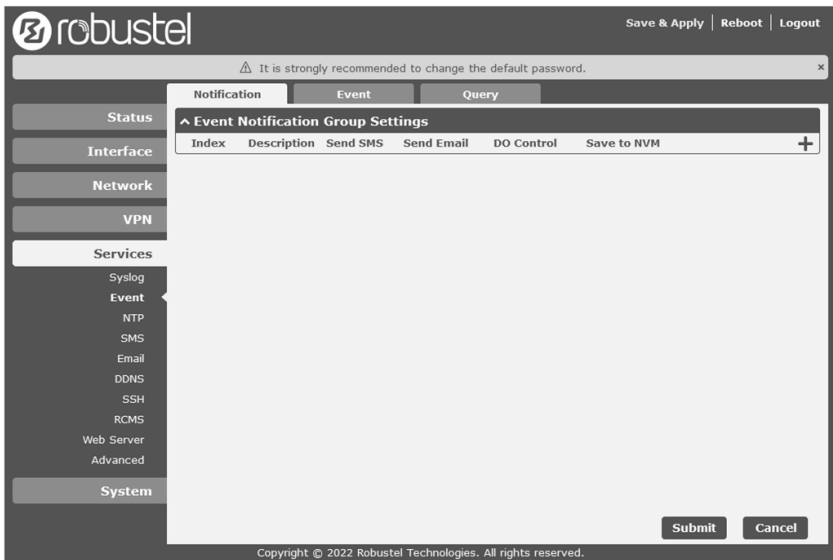 robustel
Save & Apply | Reboot | Logout
⚠ It is strongly recommended to change the default password. ×
Notification Event Query
Status
Interface
Network
VPN
Services
Syslog
Event
NTP
SMS
Email
DDNS
SSH
RCMS
Web Server
Advanced
System
^ Event Notification Group Settings
Index Description Send SMS Send Email DO Control Save to NVM +
Submit Cancel
Copyright © 2022 Robustel Technologies. All rights reserved.